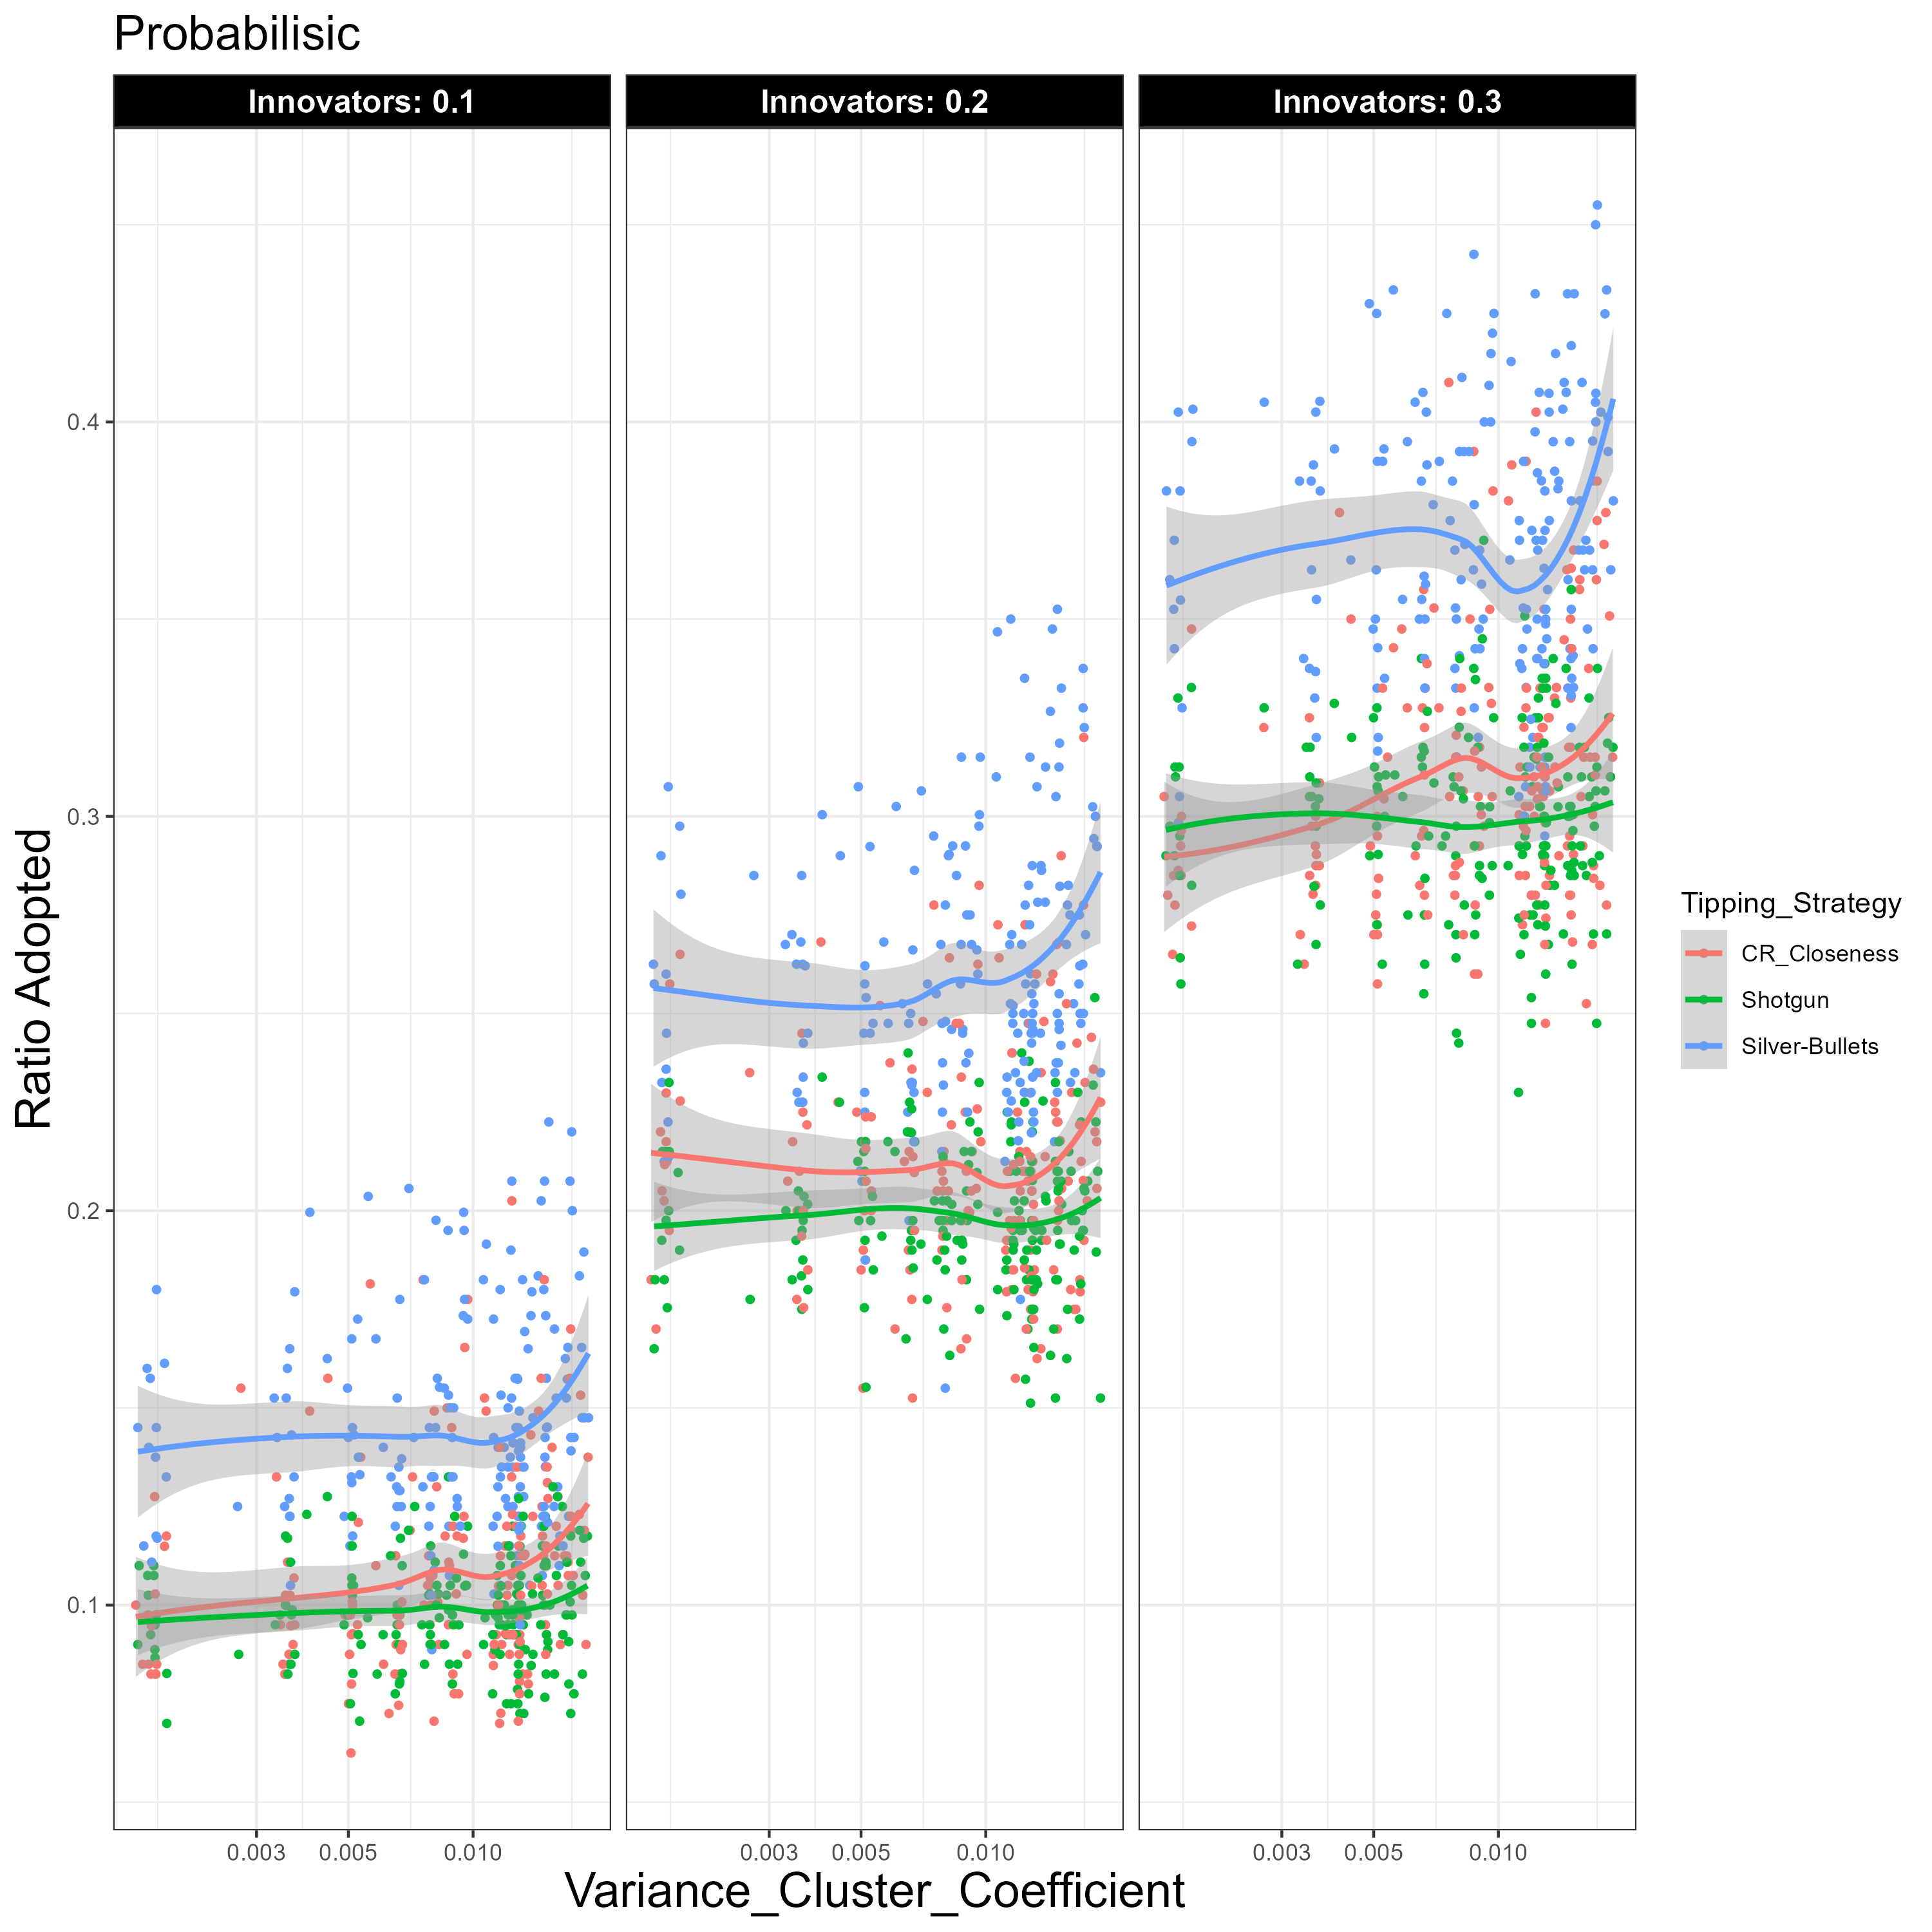 Probabilisic
Innovators: 0.1
Innovators: 0.2
Innovators: 0.3
Ratio Adopted
0.4
0.3
0.2
0.1
0.003 0.005 0.010
0.003 0.005 0.010
0.003 0.005 0.010
Variance_Cluster_Coefficient
Tipping_Strategy
CR_Closeness
Shotgun
Silver-Bullets